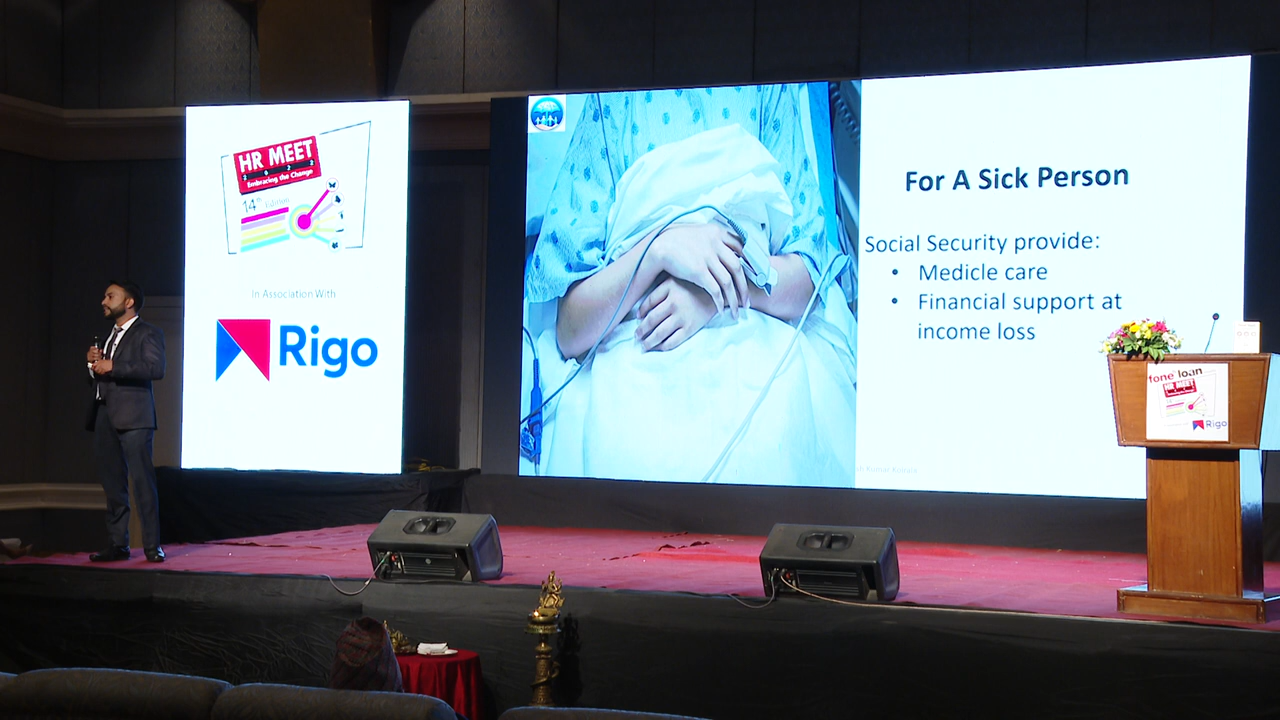 HR MEET
2022
Embracing the Change
14th Edition
In Association With
Rigo
For A Sick Person
Social Security provide:
• Medicle care
• Financial support at
income loss
fone loan
HR MEET
Rigo